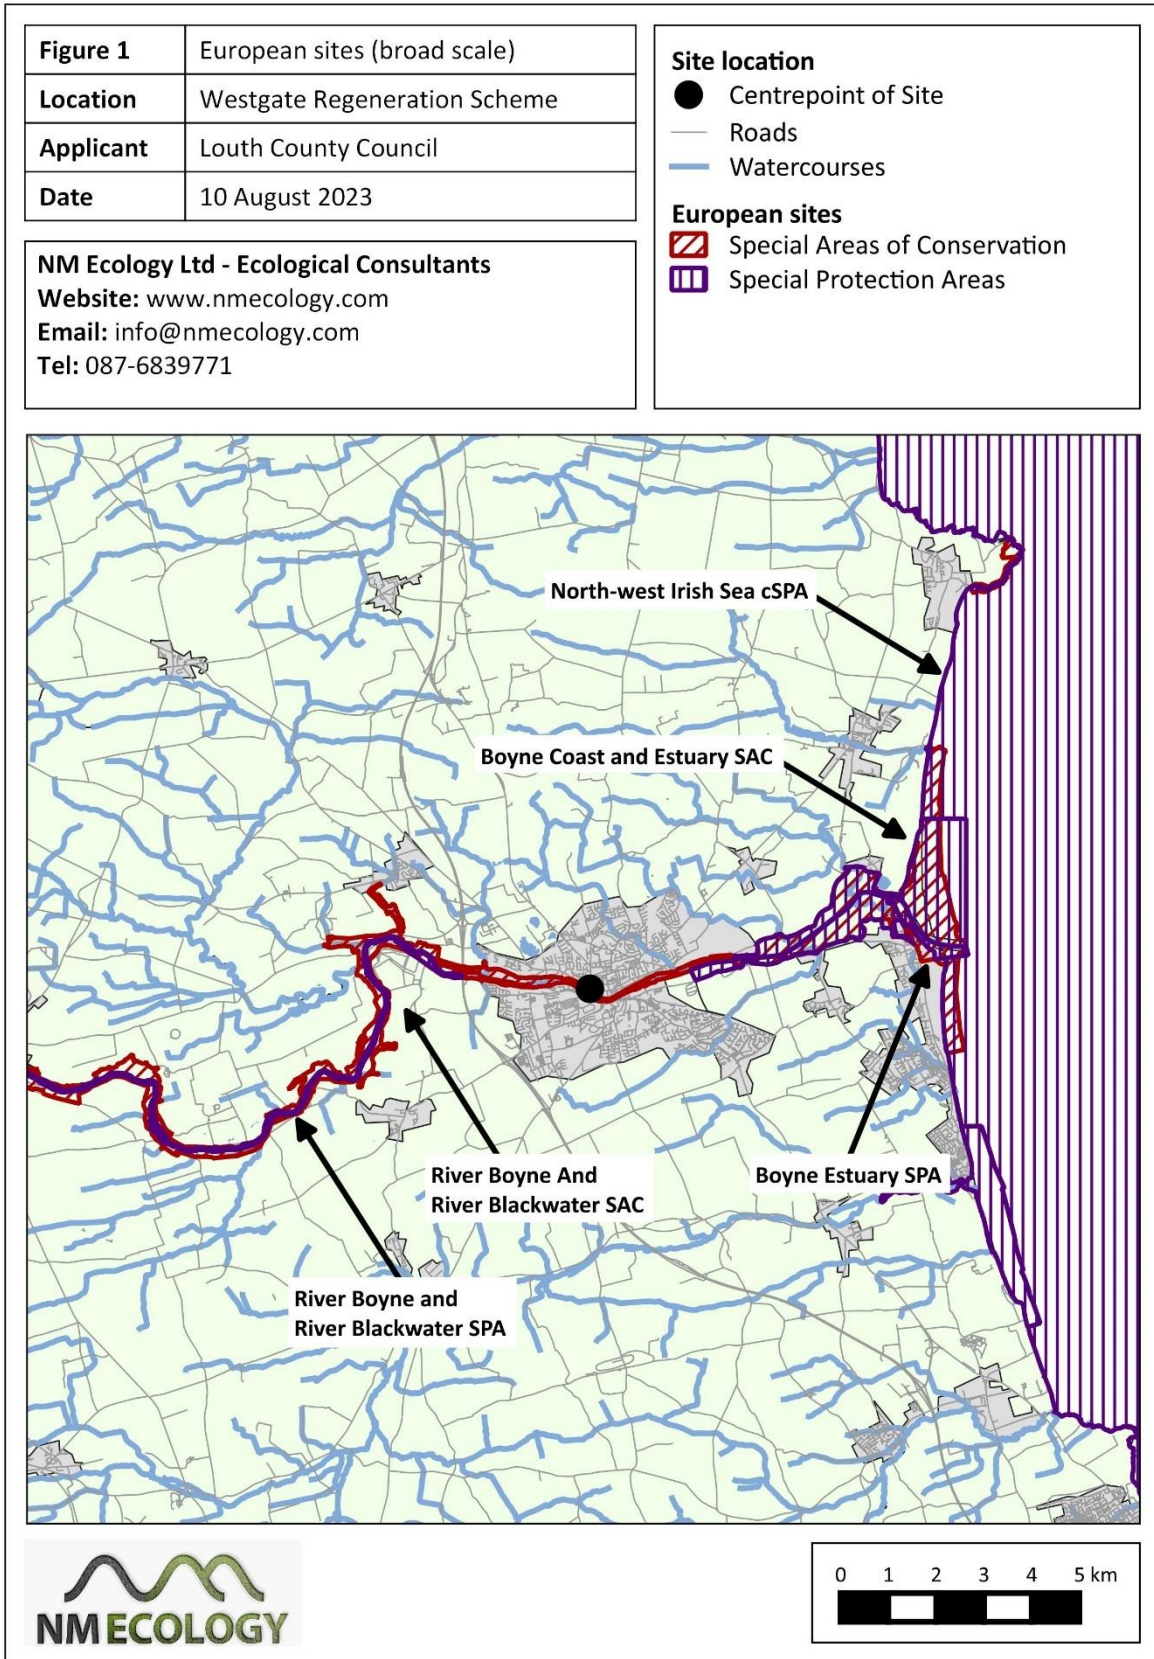 Figure 1 European sites (broad scale)
Location Westgate Regeneration Scheme
Applicant Louth County Council
Date 10 August 2023
NM Ecology Ltd - Ecological Consultants
Website: www.nmecology.com
Email: info@nmecology.com
Tel: 087-6839771
Site location
Centrepoint of Site
Roads
Watercourses
European sites
Special Areas of Conservation
Special Protection Areas
North-west Irish Sea cSPA
Boyne Coast and Estuary SAC
River Boyne And
River Blackwater SAC
Boyne Estuary SPA
River Boyne and
River Blackwater SPA
NM ECOLOGY
0 1 2 3 4 5 km